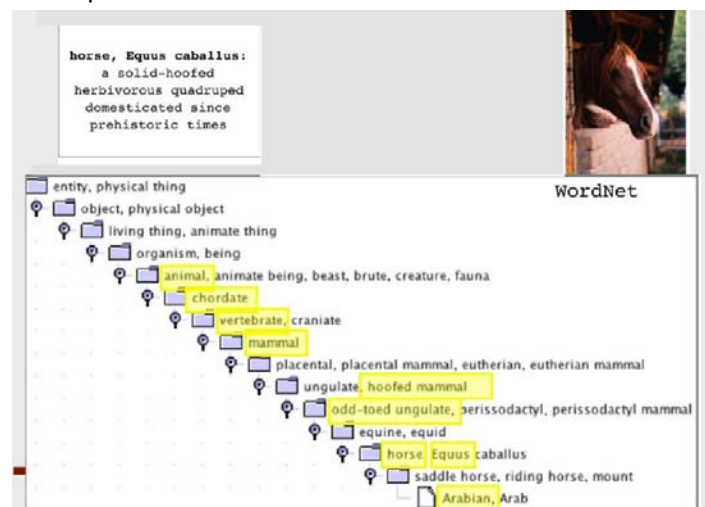 horse, Equus caballus:
a solid-hoofed
herbivorous quadruped
domesticated since
prehistoric times
WordNet
entity, physical thing
object, physical object
living thing, animate thing
organism, being
animal, animate being, beast, brute, creature, fauna
chordate
vertebrate, craniate
mammal
placental, placental mammal, eutherian, eutherian mammal
ungulate, hoofed mammal
odd-toed ungulate, perissodactyl, perissodactyl mammal
equine, equid
horse, Equus caballus
saddle horse, riding horse, mount
Arabian, Arab